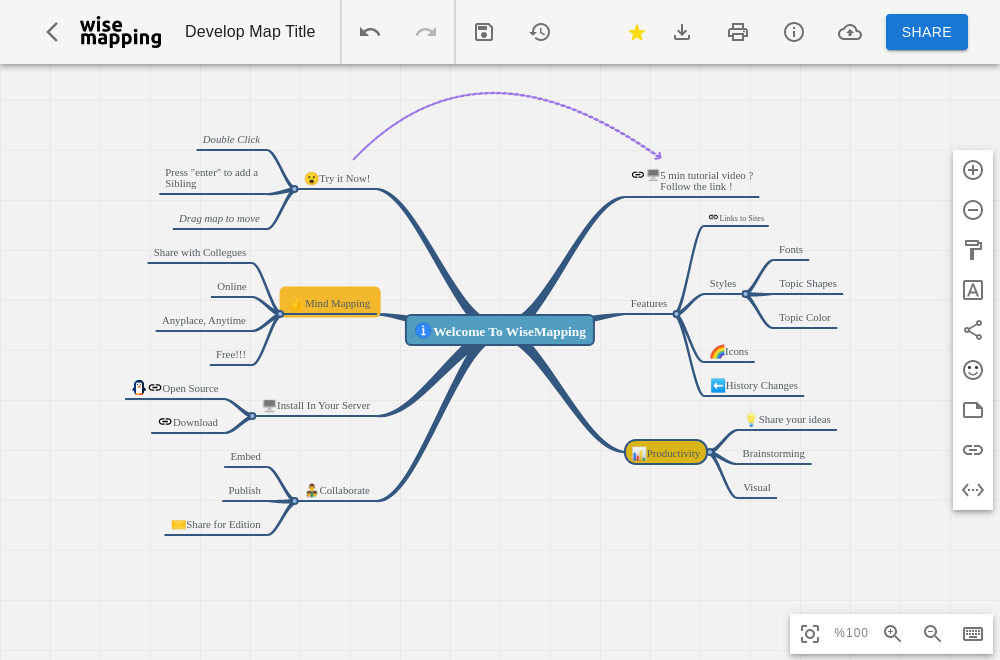 wise
mapping
Develop Map Title
SHARE
Double Click
Press "enter" to add a
Sibling
Drag map to move
Try it Now!
Share with Collegues
Online
Anyplace, Anytime
Free!!!
Mind Mapping
Open Source
Download
Install In Your Server
Embed
Publish
Share for Edition
Collaborate
Welcome To WiseMapping
5 min tutorial video ?
Follow the link !
Links to Sites
Features
Styles
Fonts
Topic Shapes
Topic Color
Icons
History Changes
Productivity
Share your ideas
Brainstorming
Visual
%100